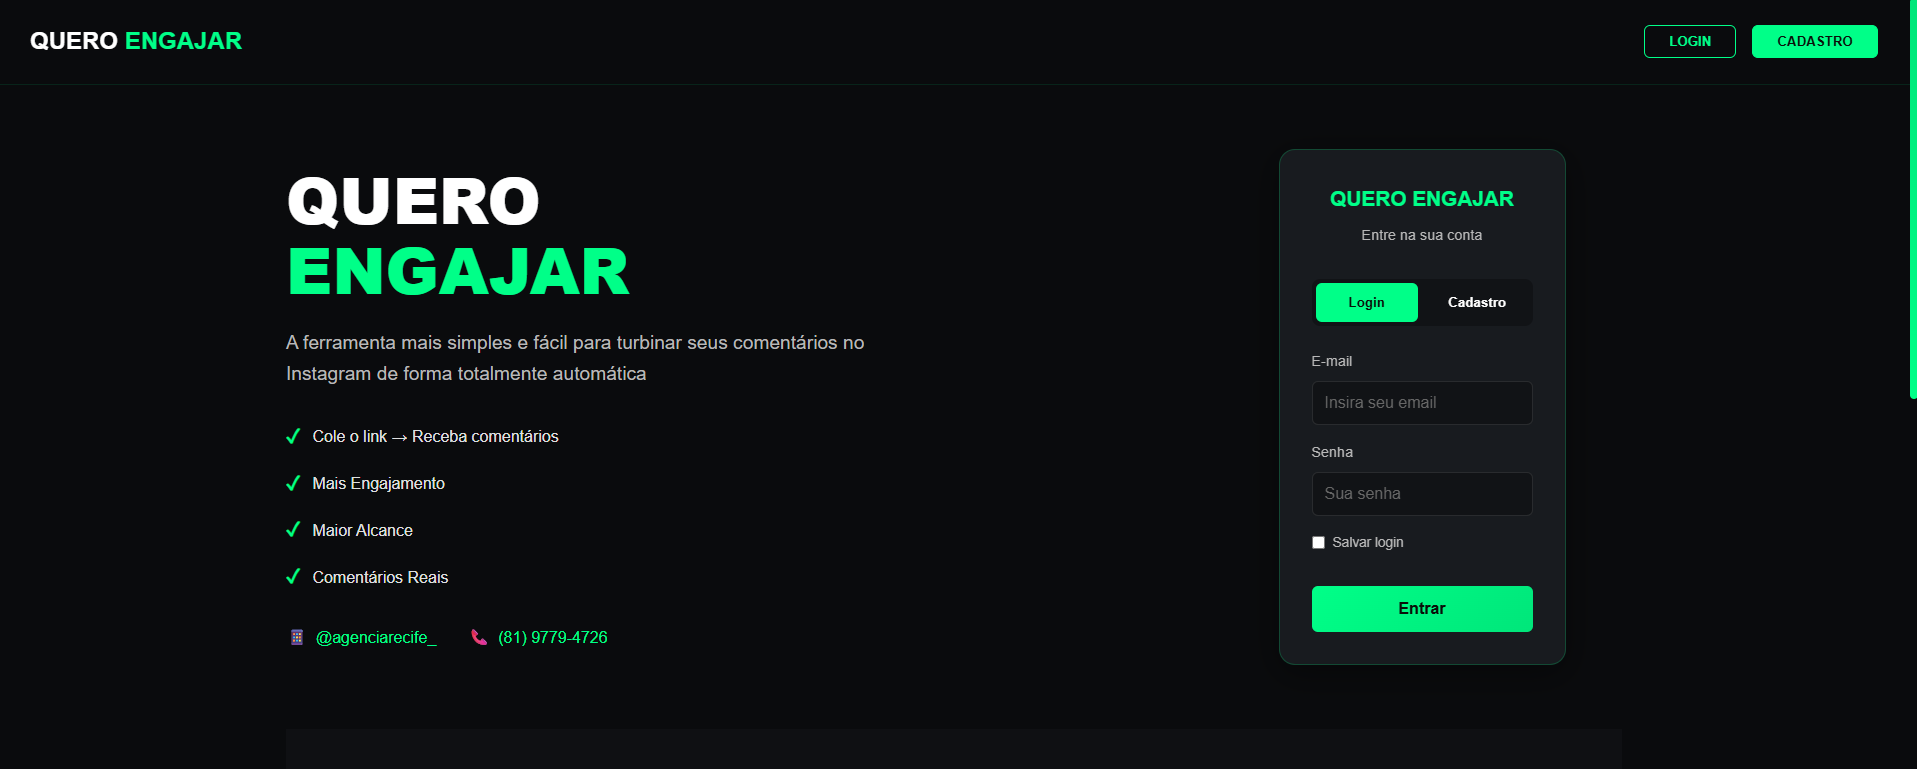 QUERO ENGAJAR
LOGIN
CADASTRO
QUERO
ENGAJAR
A ferramenta mais simples e fácil para turbinar seus comentários no
Instagram de forma totalmente automática
✓ Cole o link → Receba comentários
✓ Mais Engajamento
✓ Maior Alcance
✓ Comentários Reais
@agenciarecife_
(81) 9779-4726
QUERO ENGAJAR
Entre na sua conta
Login
Cadastro
E-mail
Insira seu email
Senha
Sua senha
Salvar login
Entrar